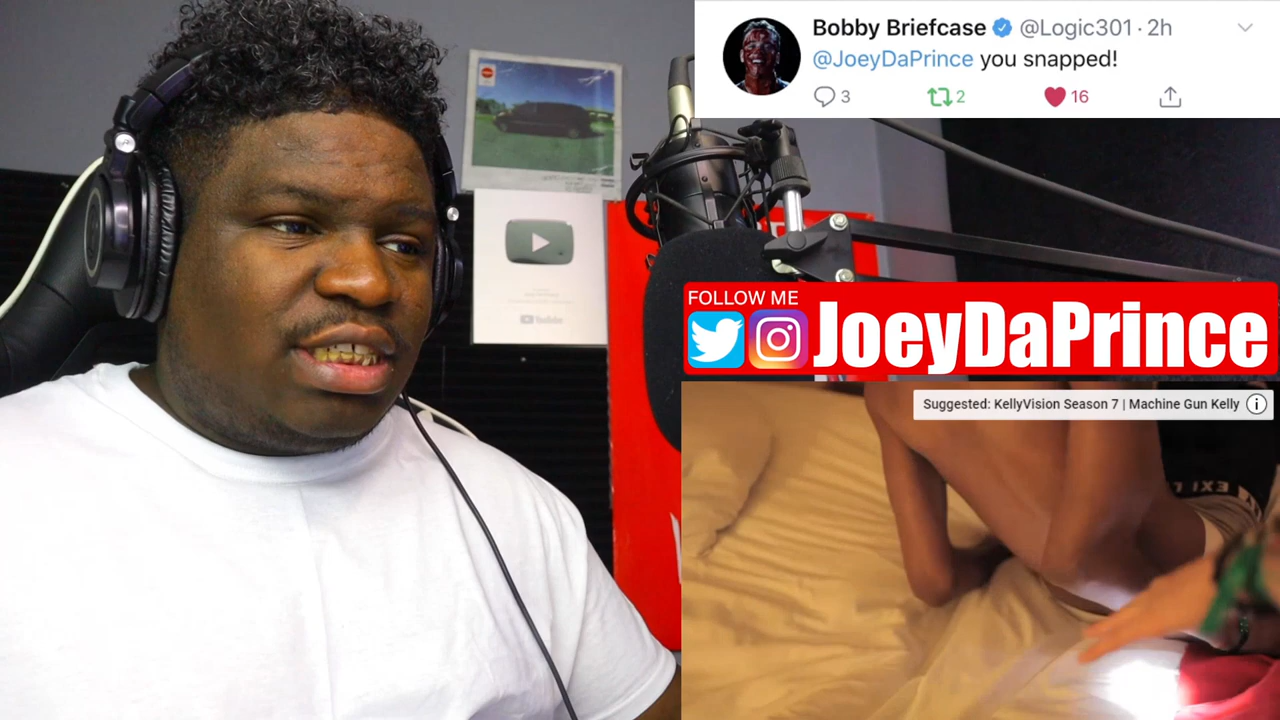 Bobby Briefcase @Logic301 · 2h
@JoeyDaPrince you snapped!
3 2 16
FOLLOW ME
JoeyDaPrince
Suggested: KellyVision Season 7 | Machine Gun Kelly
YouTube